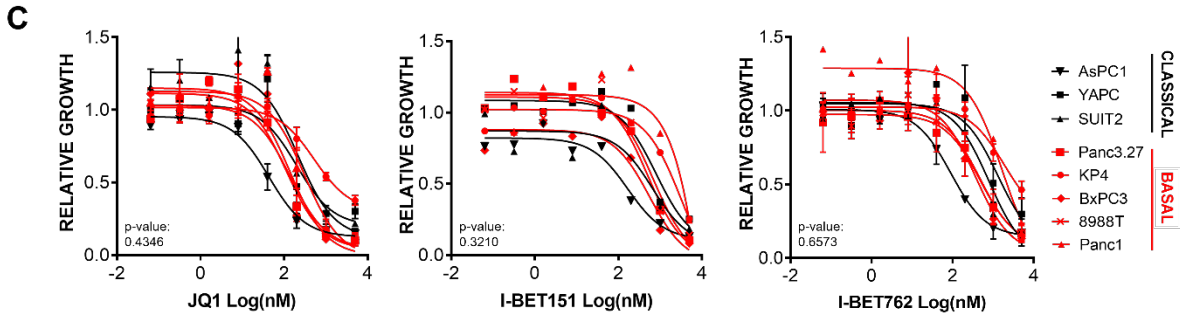 C
RELATIVE GROWTH
1.5
1.0
0.5
0.0
p-value:
0.4346
-2
0
2
4
JQ1 Log(nM)
RELATIVE GROWTH
1.5
1.0
0.5
0.0
p-value:
0.3210
-2
0
2
4
I-BET151 Log(nM)
RELATIVE GROWTH
1.5
1.0
0.5
0.0
p-value:
0.6573
-2
0
2
4
I-BET762 Log(nM)
AsPC1
YAPC
SUIT2
CLASSICAL
Panc3.27
KP4
BxPC3
8988T
Panc1
BASAL